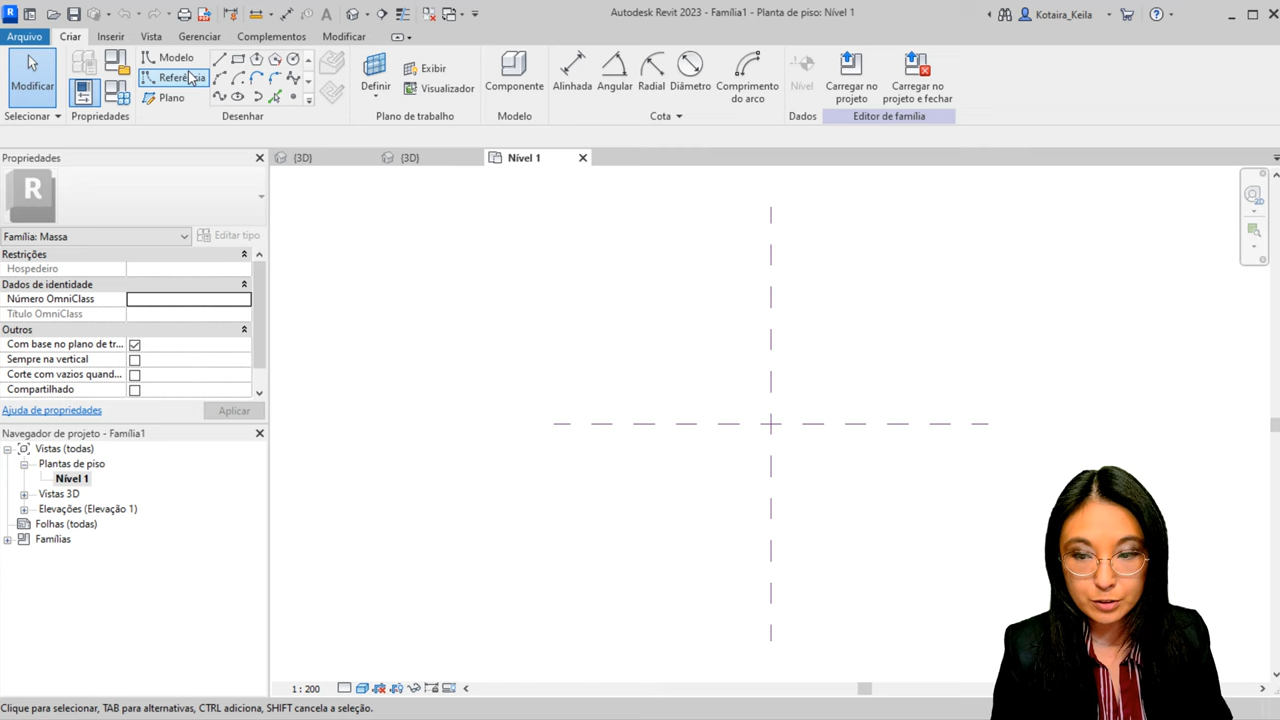 Autodesk Revit 2023 - Família1 - Planta de piso: Nível 1
Kotaira_Keila
Arquivo
Criar
Inserir
Vista
Gerenciar
Complementos
Modificar
Modificar
Selecionar
Propriedades
Modelo
Referência
Plano
Desenhar
Definir
Exibir
Visualizador
Plano de trabalho
Componente
Modelo
Alinhada
Angular
Radial
Diâmetro
Comprimento
do arco
Cota
Nível
Dados
Carregar no
projeto
Carregar no
projeto e fechar
Editor de família
Propriedades
{3D}
{3D}
Nível 1
R
Família: Massa
Editar tipo
Restrições
Hospedeiro
Dados de identidade
Número OmniClass
Título OmniClass
Outros
Com base no plano de tr...
Sempre na vertical
Corte com vazios quand...
Compartilhado
Ajuda de propriedades
Aplicar
Navegador de projeto - Família1
Vistas (todas)
Plantas de piso
Nível 1
Vistas 3D
Elevações (Elevação 1)
Folhas (todas)
Famílias
1 : 200
Clique para selecionar, TAB para alternativas, CTRL adiciona, SHIFT cancela a seleção.